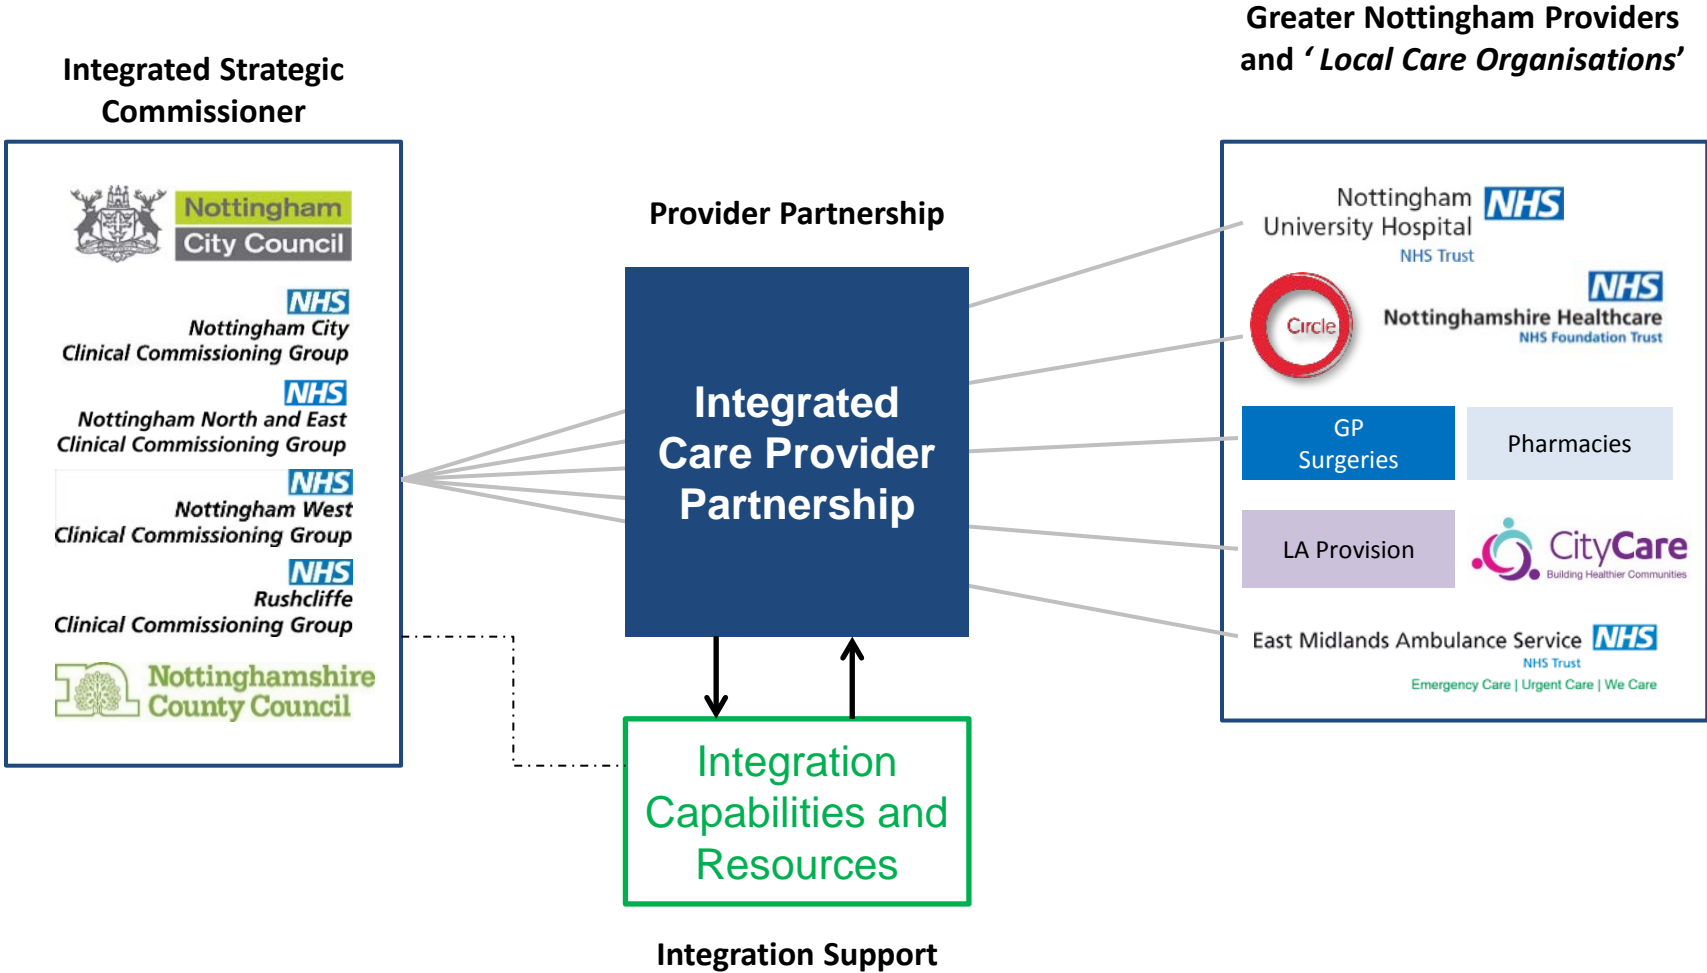 Integrated Strategic
Commissioner
Nottingham
City Council
NHS
Nottingham City
Clinical Commissioning Group
NHS
Nottingham North and East
Clinical Commissioning Group
NHS
Nottingham West
Clinical Commissioning Group
NHS
Rushcliffe
Clinical Commissioning Group
Nottinghamshire
County Council
Provider Partnership
Integrated
Care Provider
Partnership
Integration
Capabilities and
Resources
Integration Support
Greater Nottingham Providers
and ‘ Local Care Organisations’
Nottingham NHS
University Hospital
NHS Trust
Circle
NHS
Nottinghamshire Healthcare
NHS Foundation Trust
GP
Surgeries
Pharmacies
LA Provision
CityCare
Building Healthier Communities
East Midlands Ambulance Service NHS
NHS Trust
Emergency Care | Urgent Care | We Care